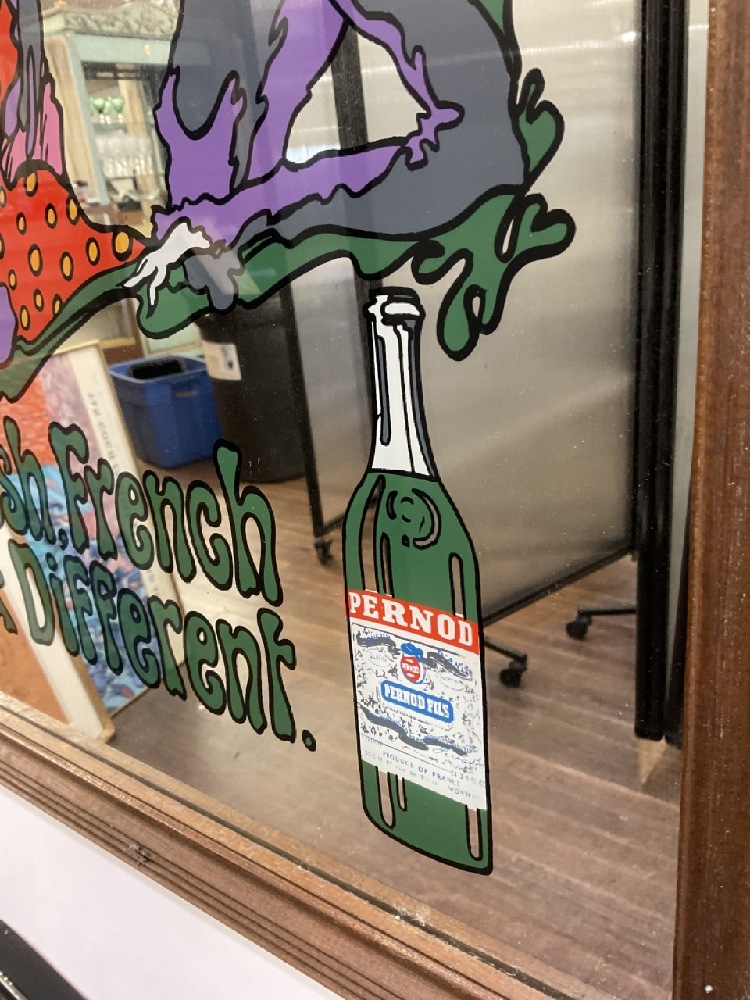 sh, French
Different.
PERNOD
PERNOD FILS
PRODUCE OF FRANCE